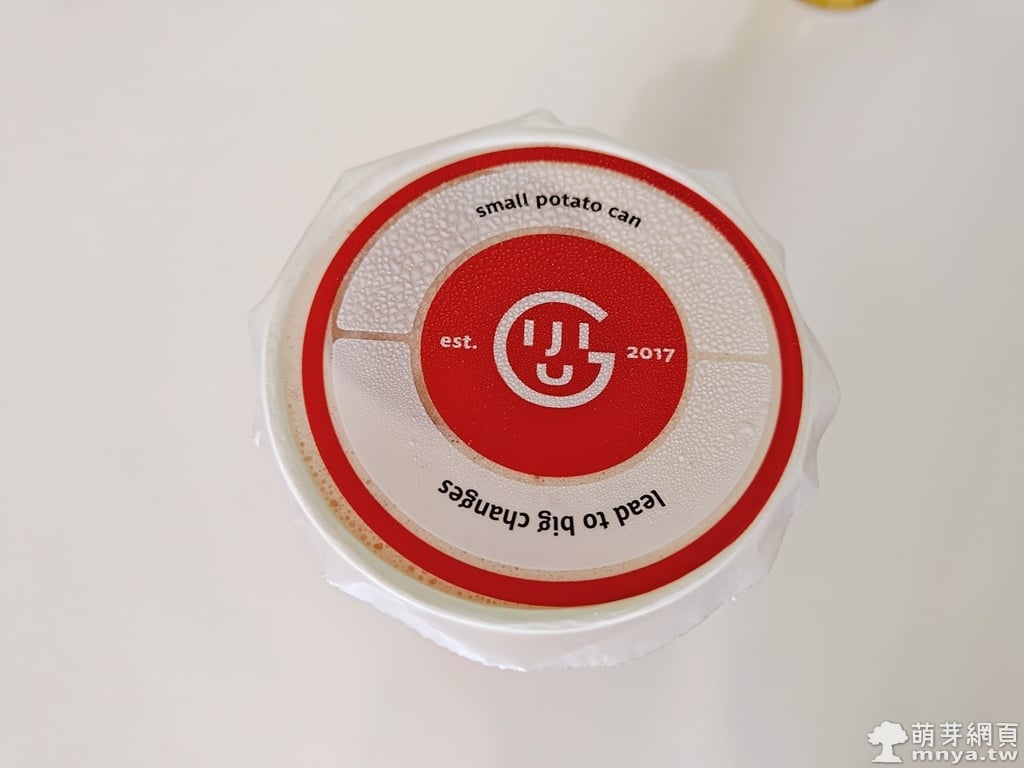 small potato can
est.
2017
lead to big changes
萌芽網頁
mnya.tw